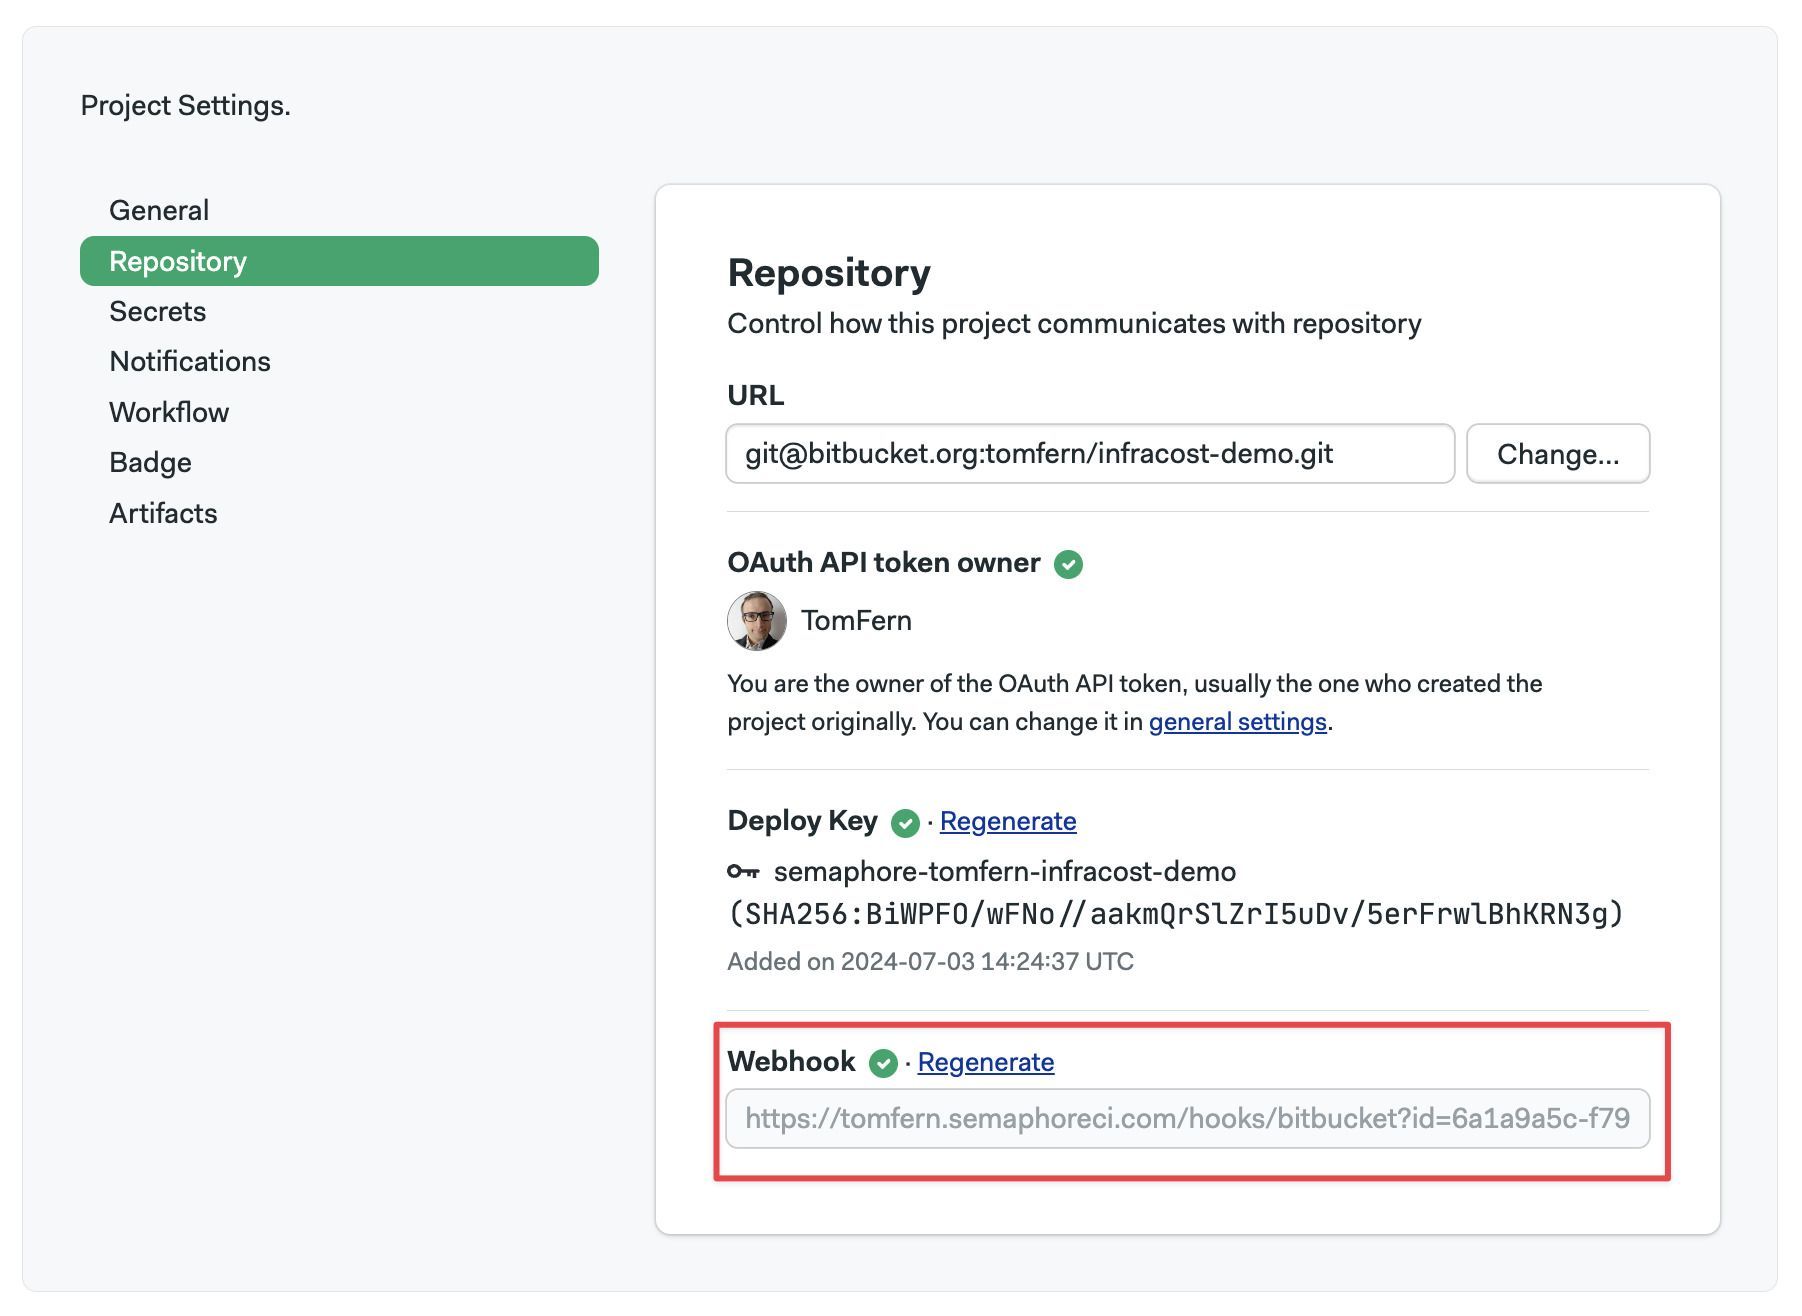 Project Settings.
General
Repository
Secrets
Notifications
Workflow
Badge
Artifacts
Repository
Control how this project communicates with repository
URL
git@bitbucket.org:tomfern/infracost-demo.git
Change...
OAuth API token owner
TomFern
You are the owner of the OAuth API token, usually the one who created the
project originally. You can change it in general settings.
Deploy Key · Regenerate
semaphore-tomfern-infracost-demo
(SHA256:BiWPFO/wFNo//aakmQrSlZrI5uDv/5erFrwlBhKRN3g)
Added on 2024-07-03 14:24:37 UTC
Webhook · Regenerate
https://tomfern.semaphoreci.com/hooks/bitbucket?id=6a1a9a5c-f79